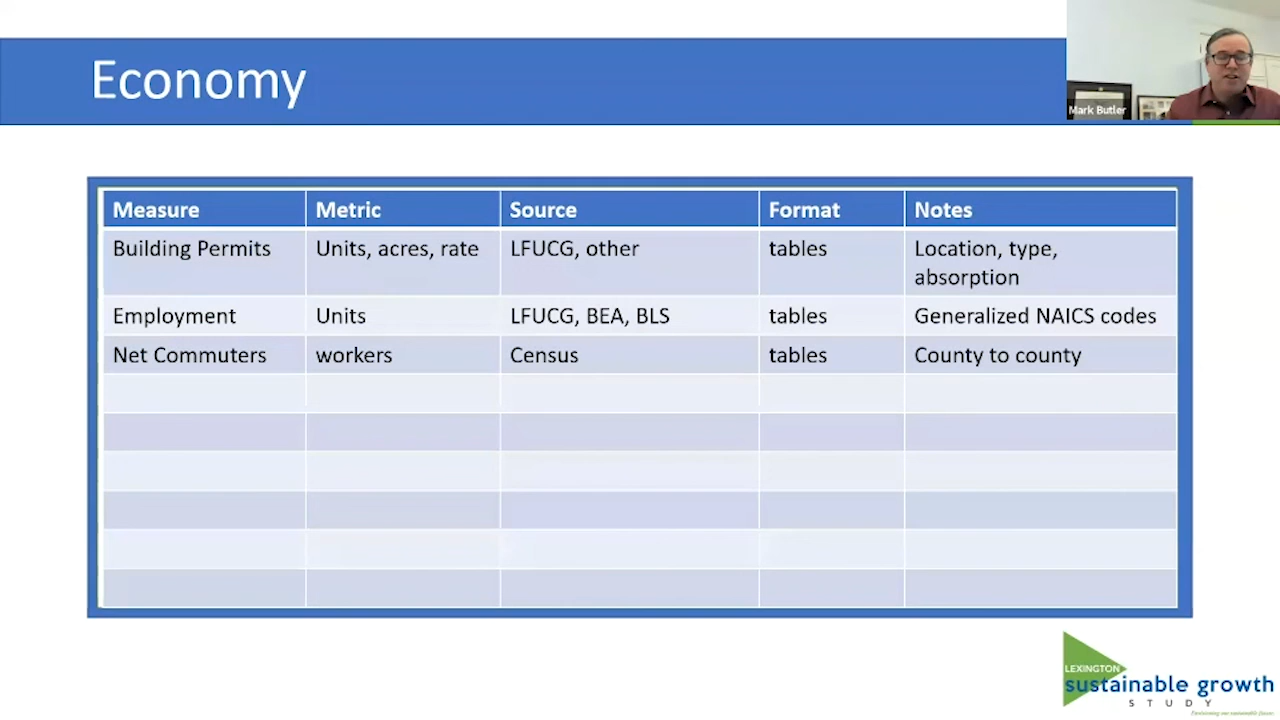 Economy
Mark Butler
Measure Metric Source Format Notes
Building Permits Units, acres, rate LFUCG, other tables Location, type,
absorption
Employment Units LFUCG, BEA, BLS tables Generalized NAICS codes
Net Commuters workers Census tables County to county
LEXINGTON
sustainable growth
STUDY